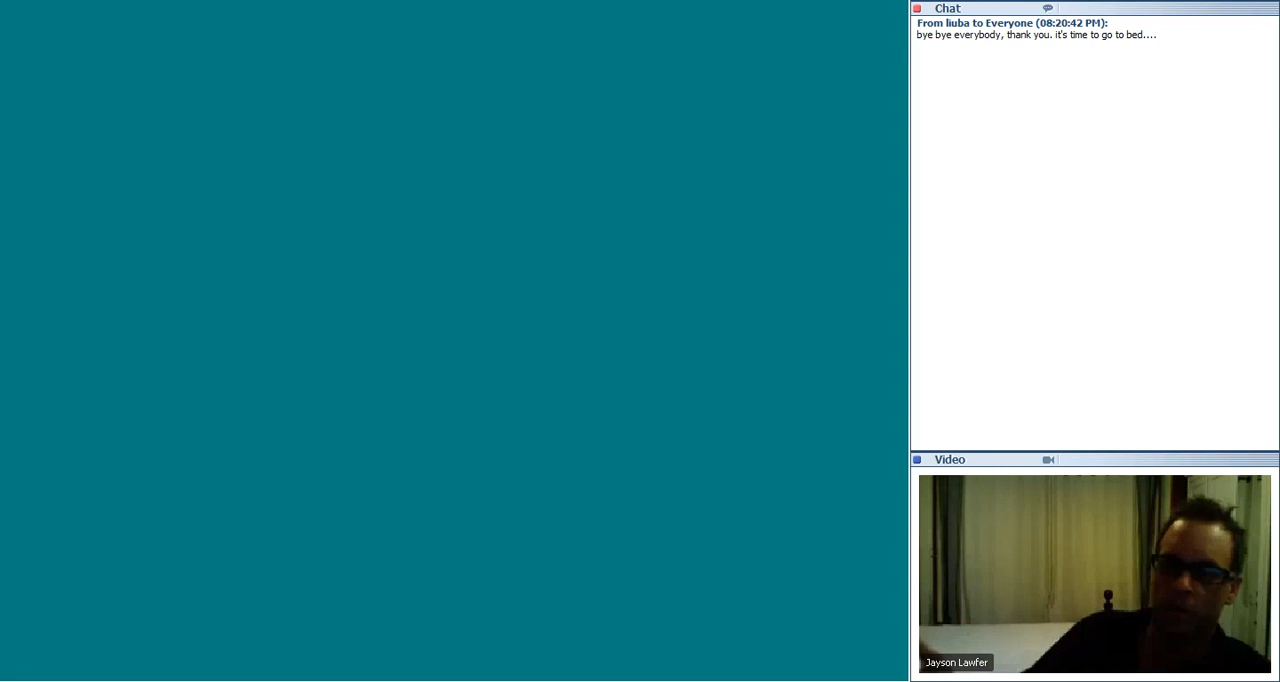 Chat
From liuba to Everyone (08:20:42 PM):
bye bye everybody, thank you. it's time to go to bed....
Video
Jayson Lawfer